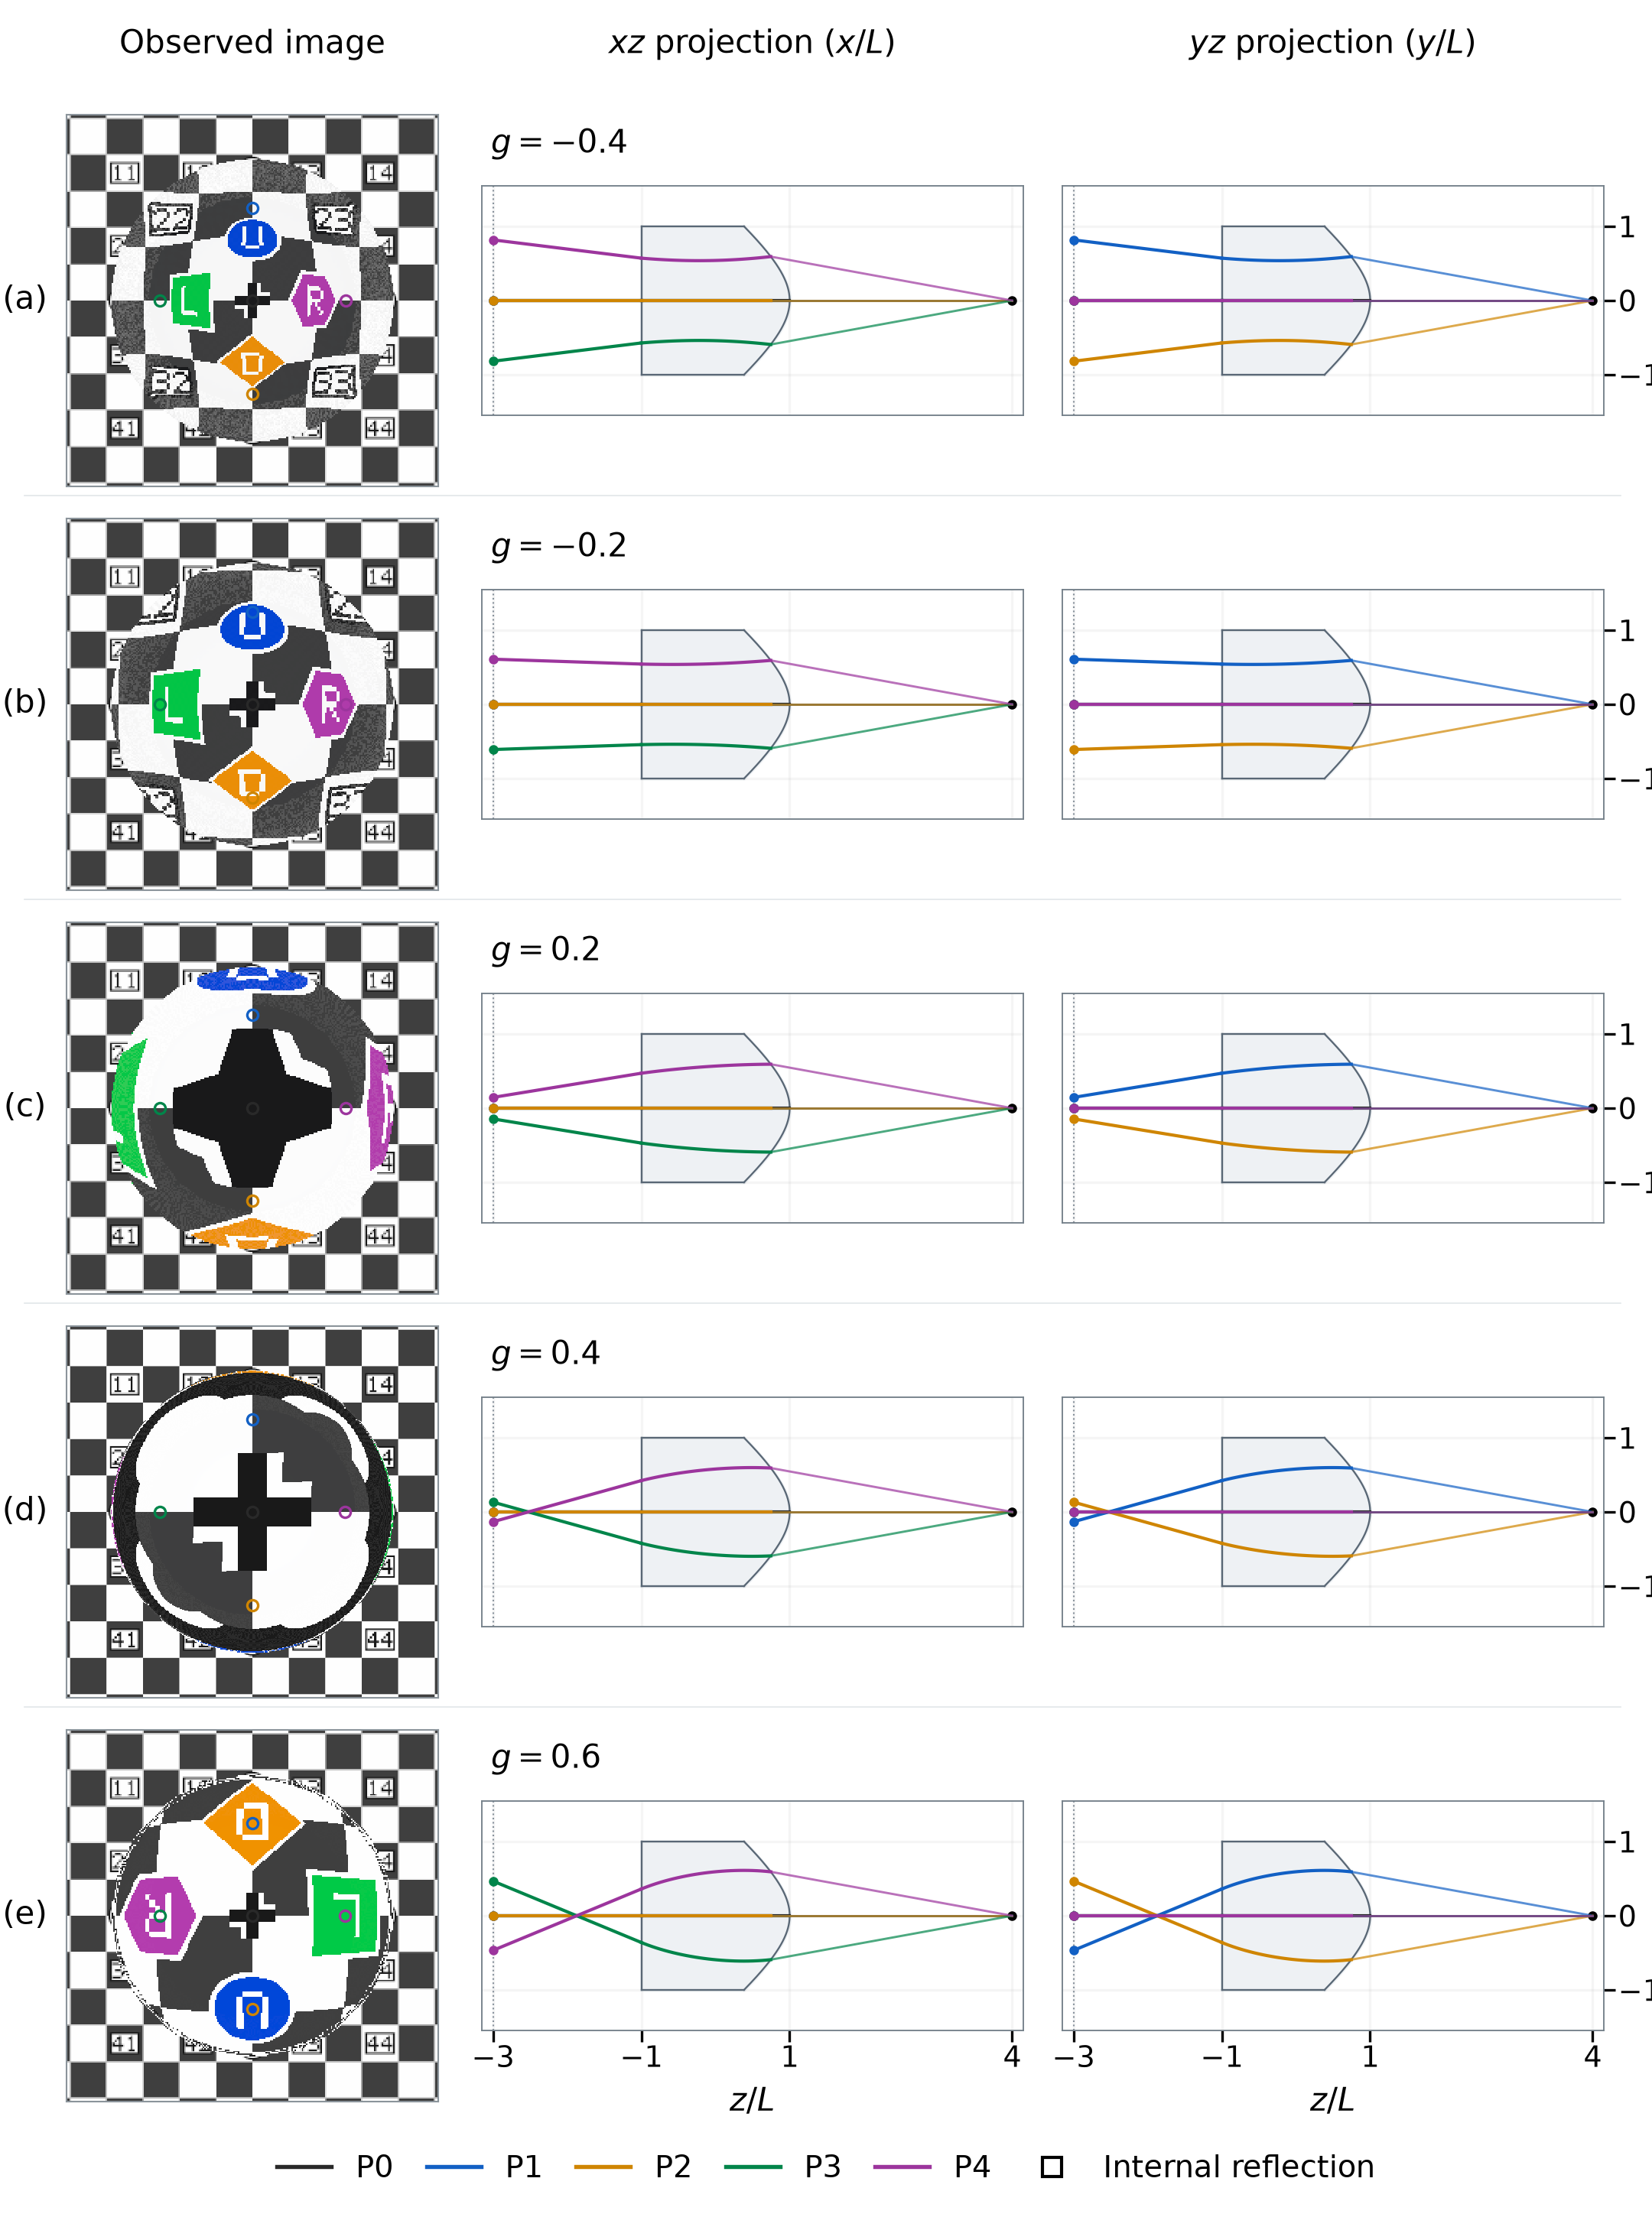 Observed image
xz projection (x/L)
yz projection (y/L)
(a)
g = −0.4
11
14
22
23
U
L
R
D
32
33
41
44
1
0
−1
(b)
g = −0.2
11
14
U
L
R
D
41
44
1
0
−1
(c)
g = 0.2
11
14
41
44
1
0
−1
(d)
g = 0.4
11
14
41
44
1
0
−1
(e)
g = 0.6
11
14
D
R
L
U
41
44
1
0
−1
−3
−1
1
4
−3
−1
1
4
z/L
z/L
P0
P1
P2
P3
P4
Internal reflection